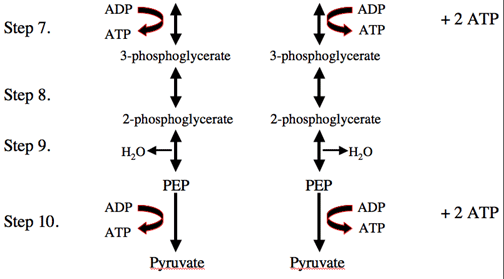 ADP ADP
Step 7. + 2 ATP
ATP ATP
3-phosphoglycerate 3-phosphoglycerate
Step 8.
2-phosphoglycerate 2-phosphoglycerate
Step 9.
H₂O H₂O
PEP PEP
ADP ADP
Step 10. + 2 ATP
ATP ATP
Pyruvate Pyruvate